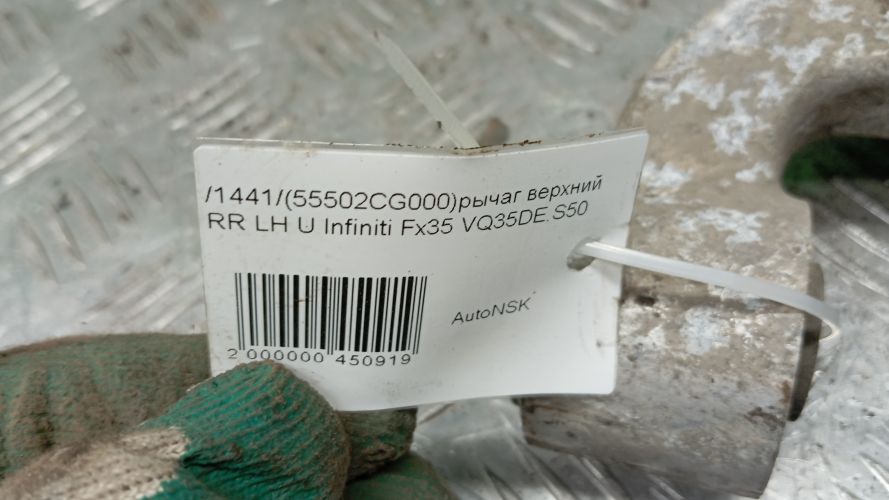 /1441/(55502CG000)рычаг верхний
RR LH U Infiniti Fx35 VQ35DE.S50
AutoNSK
2 000000 450919